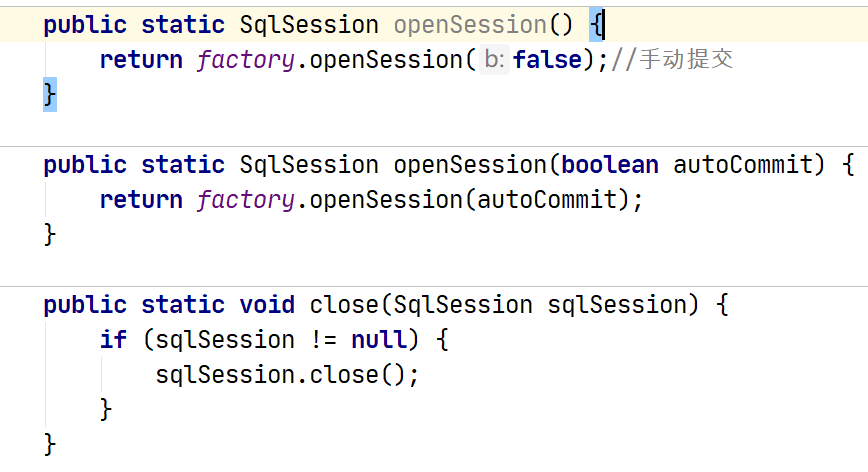 public static SqlSession openSession() {
    return factory.openSession( b: false);//手动提交
}
public static SqlSession openSession(boolean autoCommit) {
    return factory.openSession(autoCommit);
}
public static void close(SqlSession sqlSession) {
    if (sqlSession != null) {
        sqlSession.close();
    }
}